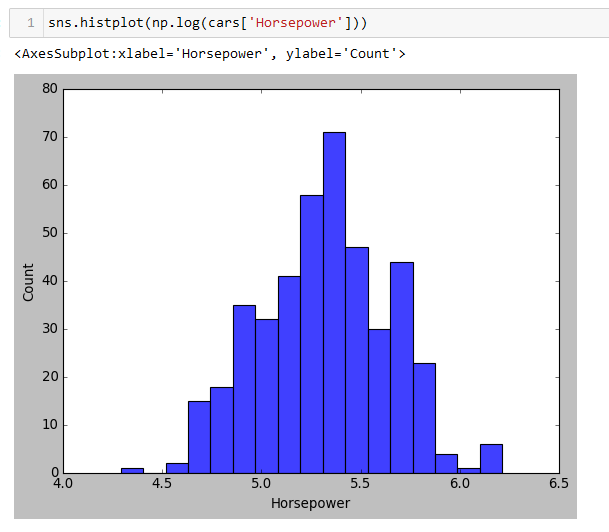 1 sns.histplot(np.log(cars['Horsepower']))
<AxesSubplot:xlabel='Horsepower', ylabel='Count'>
80
70
60
50
40
30
20
10
0
Count
4.0 4.5 5.0 5.5 6.0 6.5
Horsepower